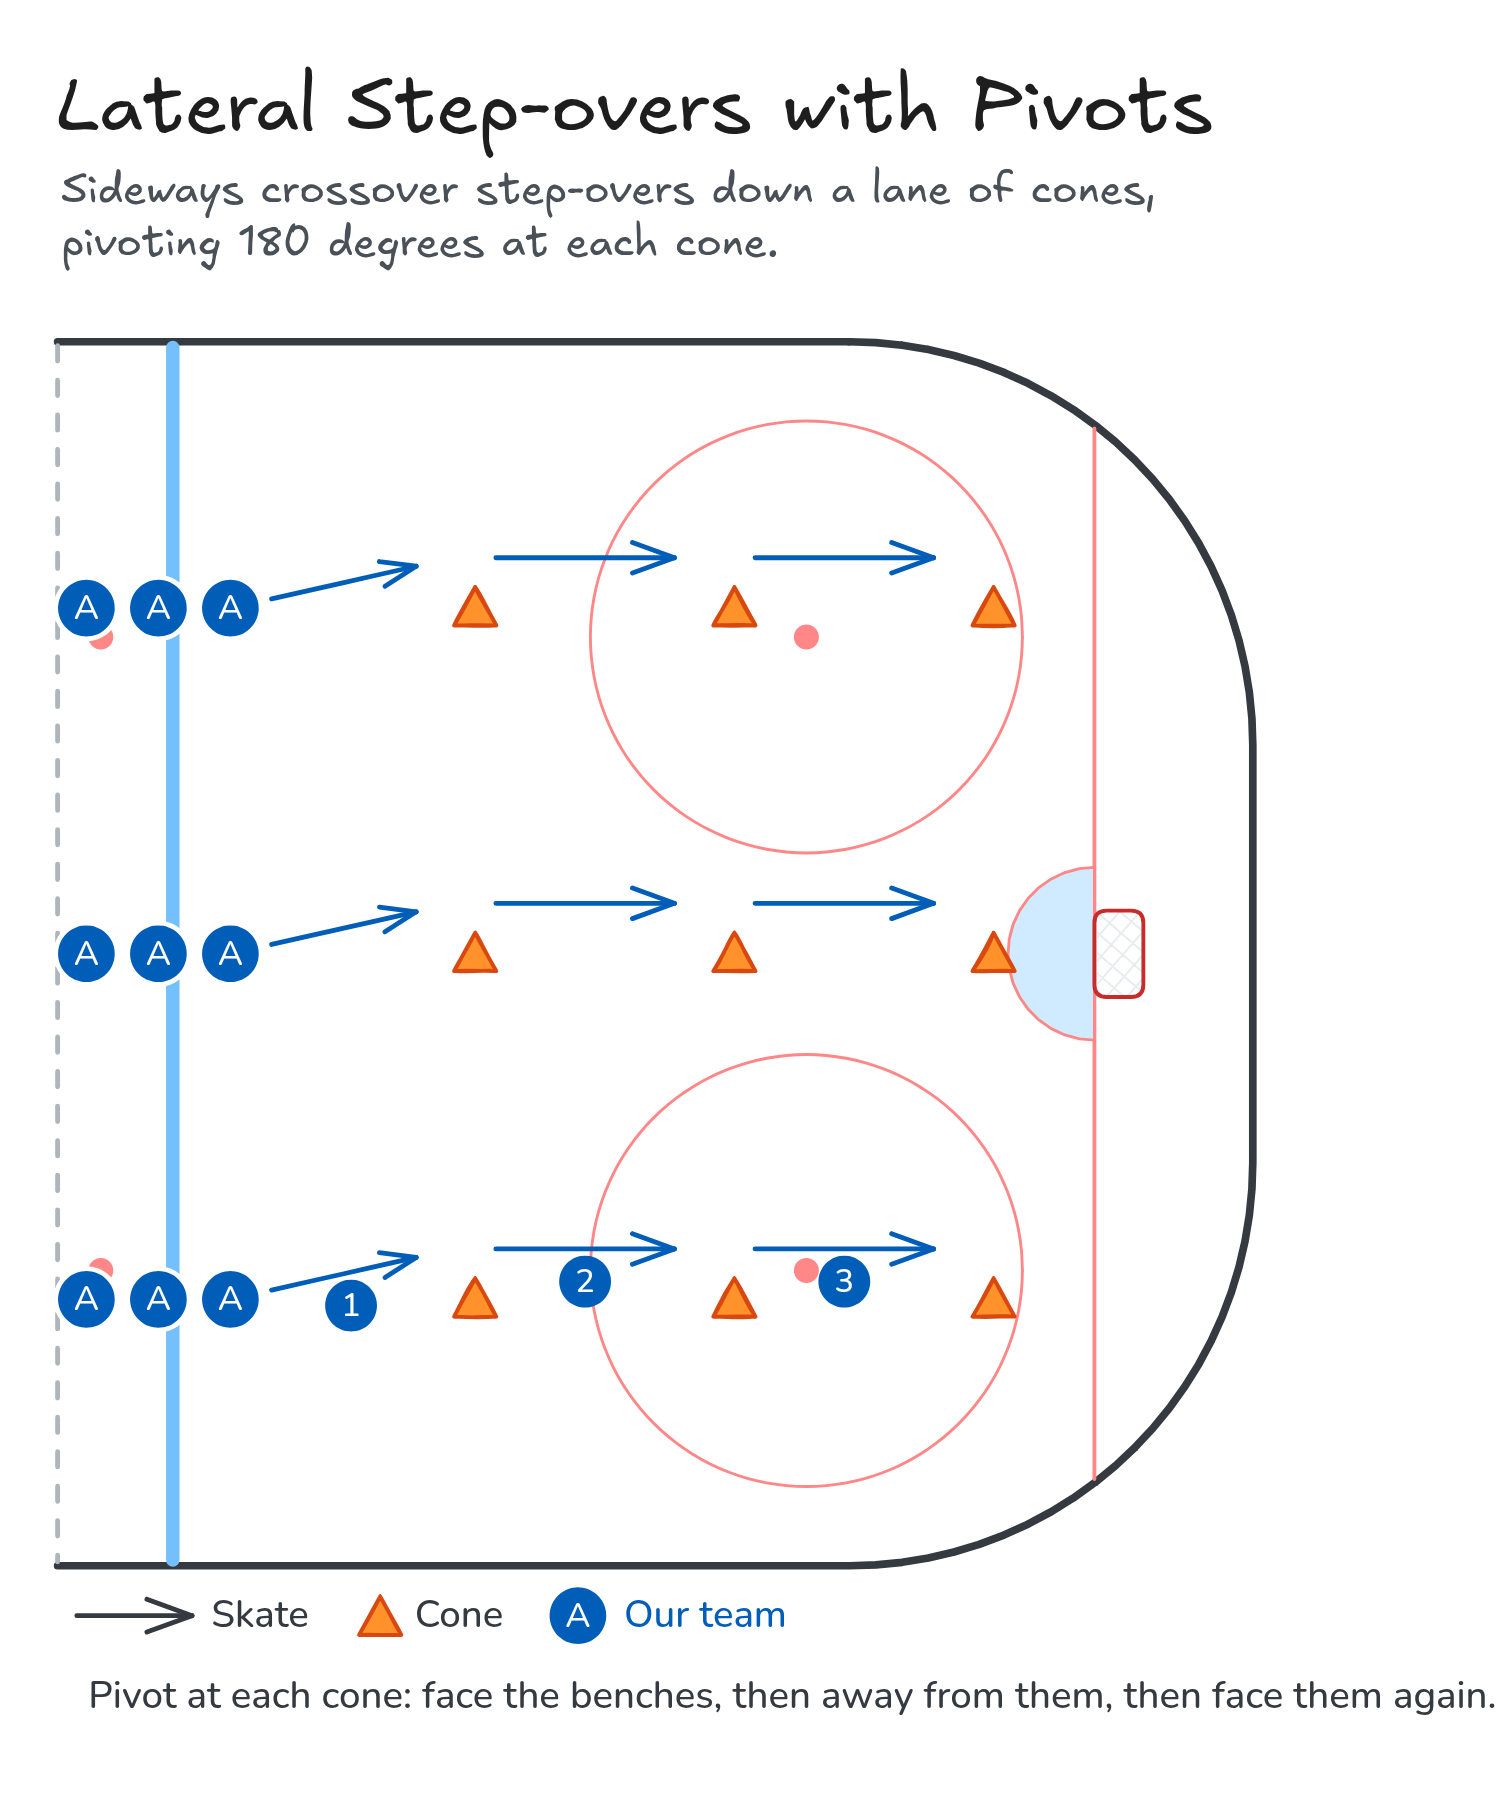 Lateral Step-overs with Pivots
Sideways crossover step-overs down a lane of cones,
pivoting 180 degrees at each cone.
A A A
A A A
A A A
1 2 3
Skate Cone A Our team
Pivot at each cone: face the benches, then away from them, then face them again.